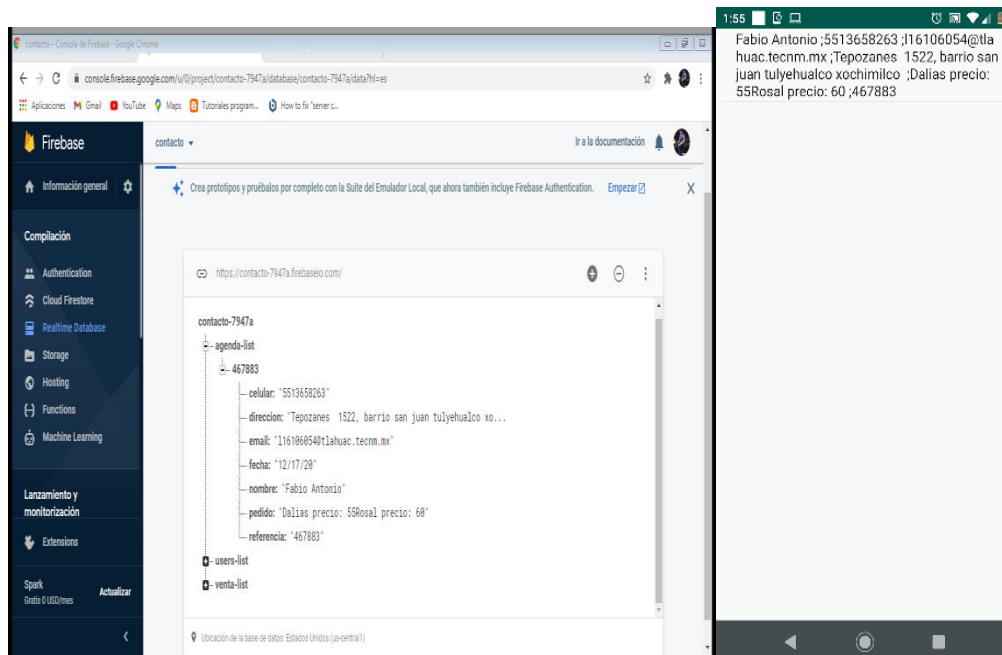 contacto – Consola de Firebase - Google Chrome
console.firebase.google.com/u/0/project/contacto-7947a/database/contacto-7947a/data?hl=es
Aplicaciones Gmail YouTube Maps Tutoriales program... How to fix "server c...
Firebase
contacto
Ir a la documentación
Información general
Crea prototipos y pruébalos por completo con la Suite del Emulador Local, que ahora también incluye Firebase Authentication. Empezar X
Compilación
Authentication
Cloud Firestore
Realtime Database
Storage
Hosting
Functions
Machine Learning
Lanzamiento y
monitorización
Extensions
Spark
Gratis 0 USD/mes
Actualizar
https://contacto-7947a.firebaseio.com/
contacto-7947a
agenda-list
467883
celular: "5513658263"
direccion: "Tepozanes 1522, barrio san juan tulyehualco xo...
email: "l16106054@tlahuac.tecnm.mx"
fecha: "12/17/20"
nombre: "Fabio Antonio"
pedido: "Dalias precio: 55Rosal precio: 60"
referencia: "467883"
users-list
venta-list
Ubicación de la base de datos: Estados Unidos (us-central1)
1:55
Fabio Antonio ;5513658263 ;l16106054@tla
huac.tecnm.mx ;Tepozanes 1522, barrio san
juan tulyehualco xochimilco ;Dalias precio:
55Rosal precio: 60 ;467883